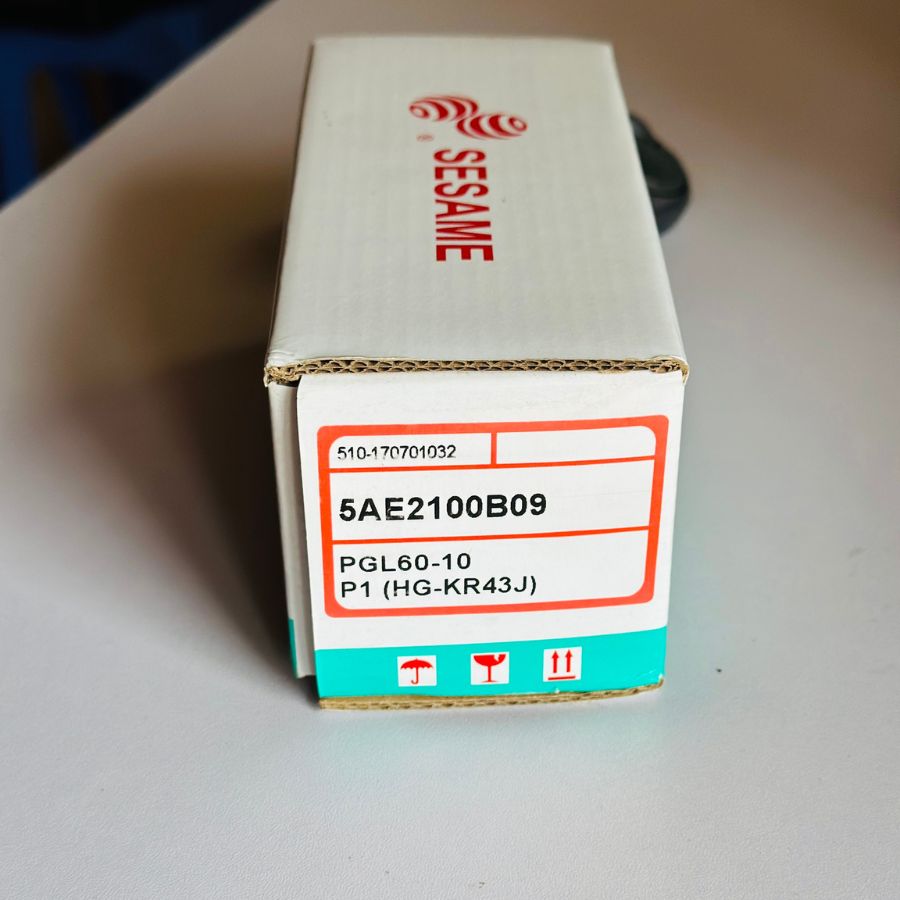 ®
SESAME
510-170701032
5AE2100B09
PGL60-10
P1 (HG-KR43J)